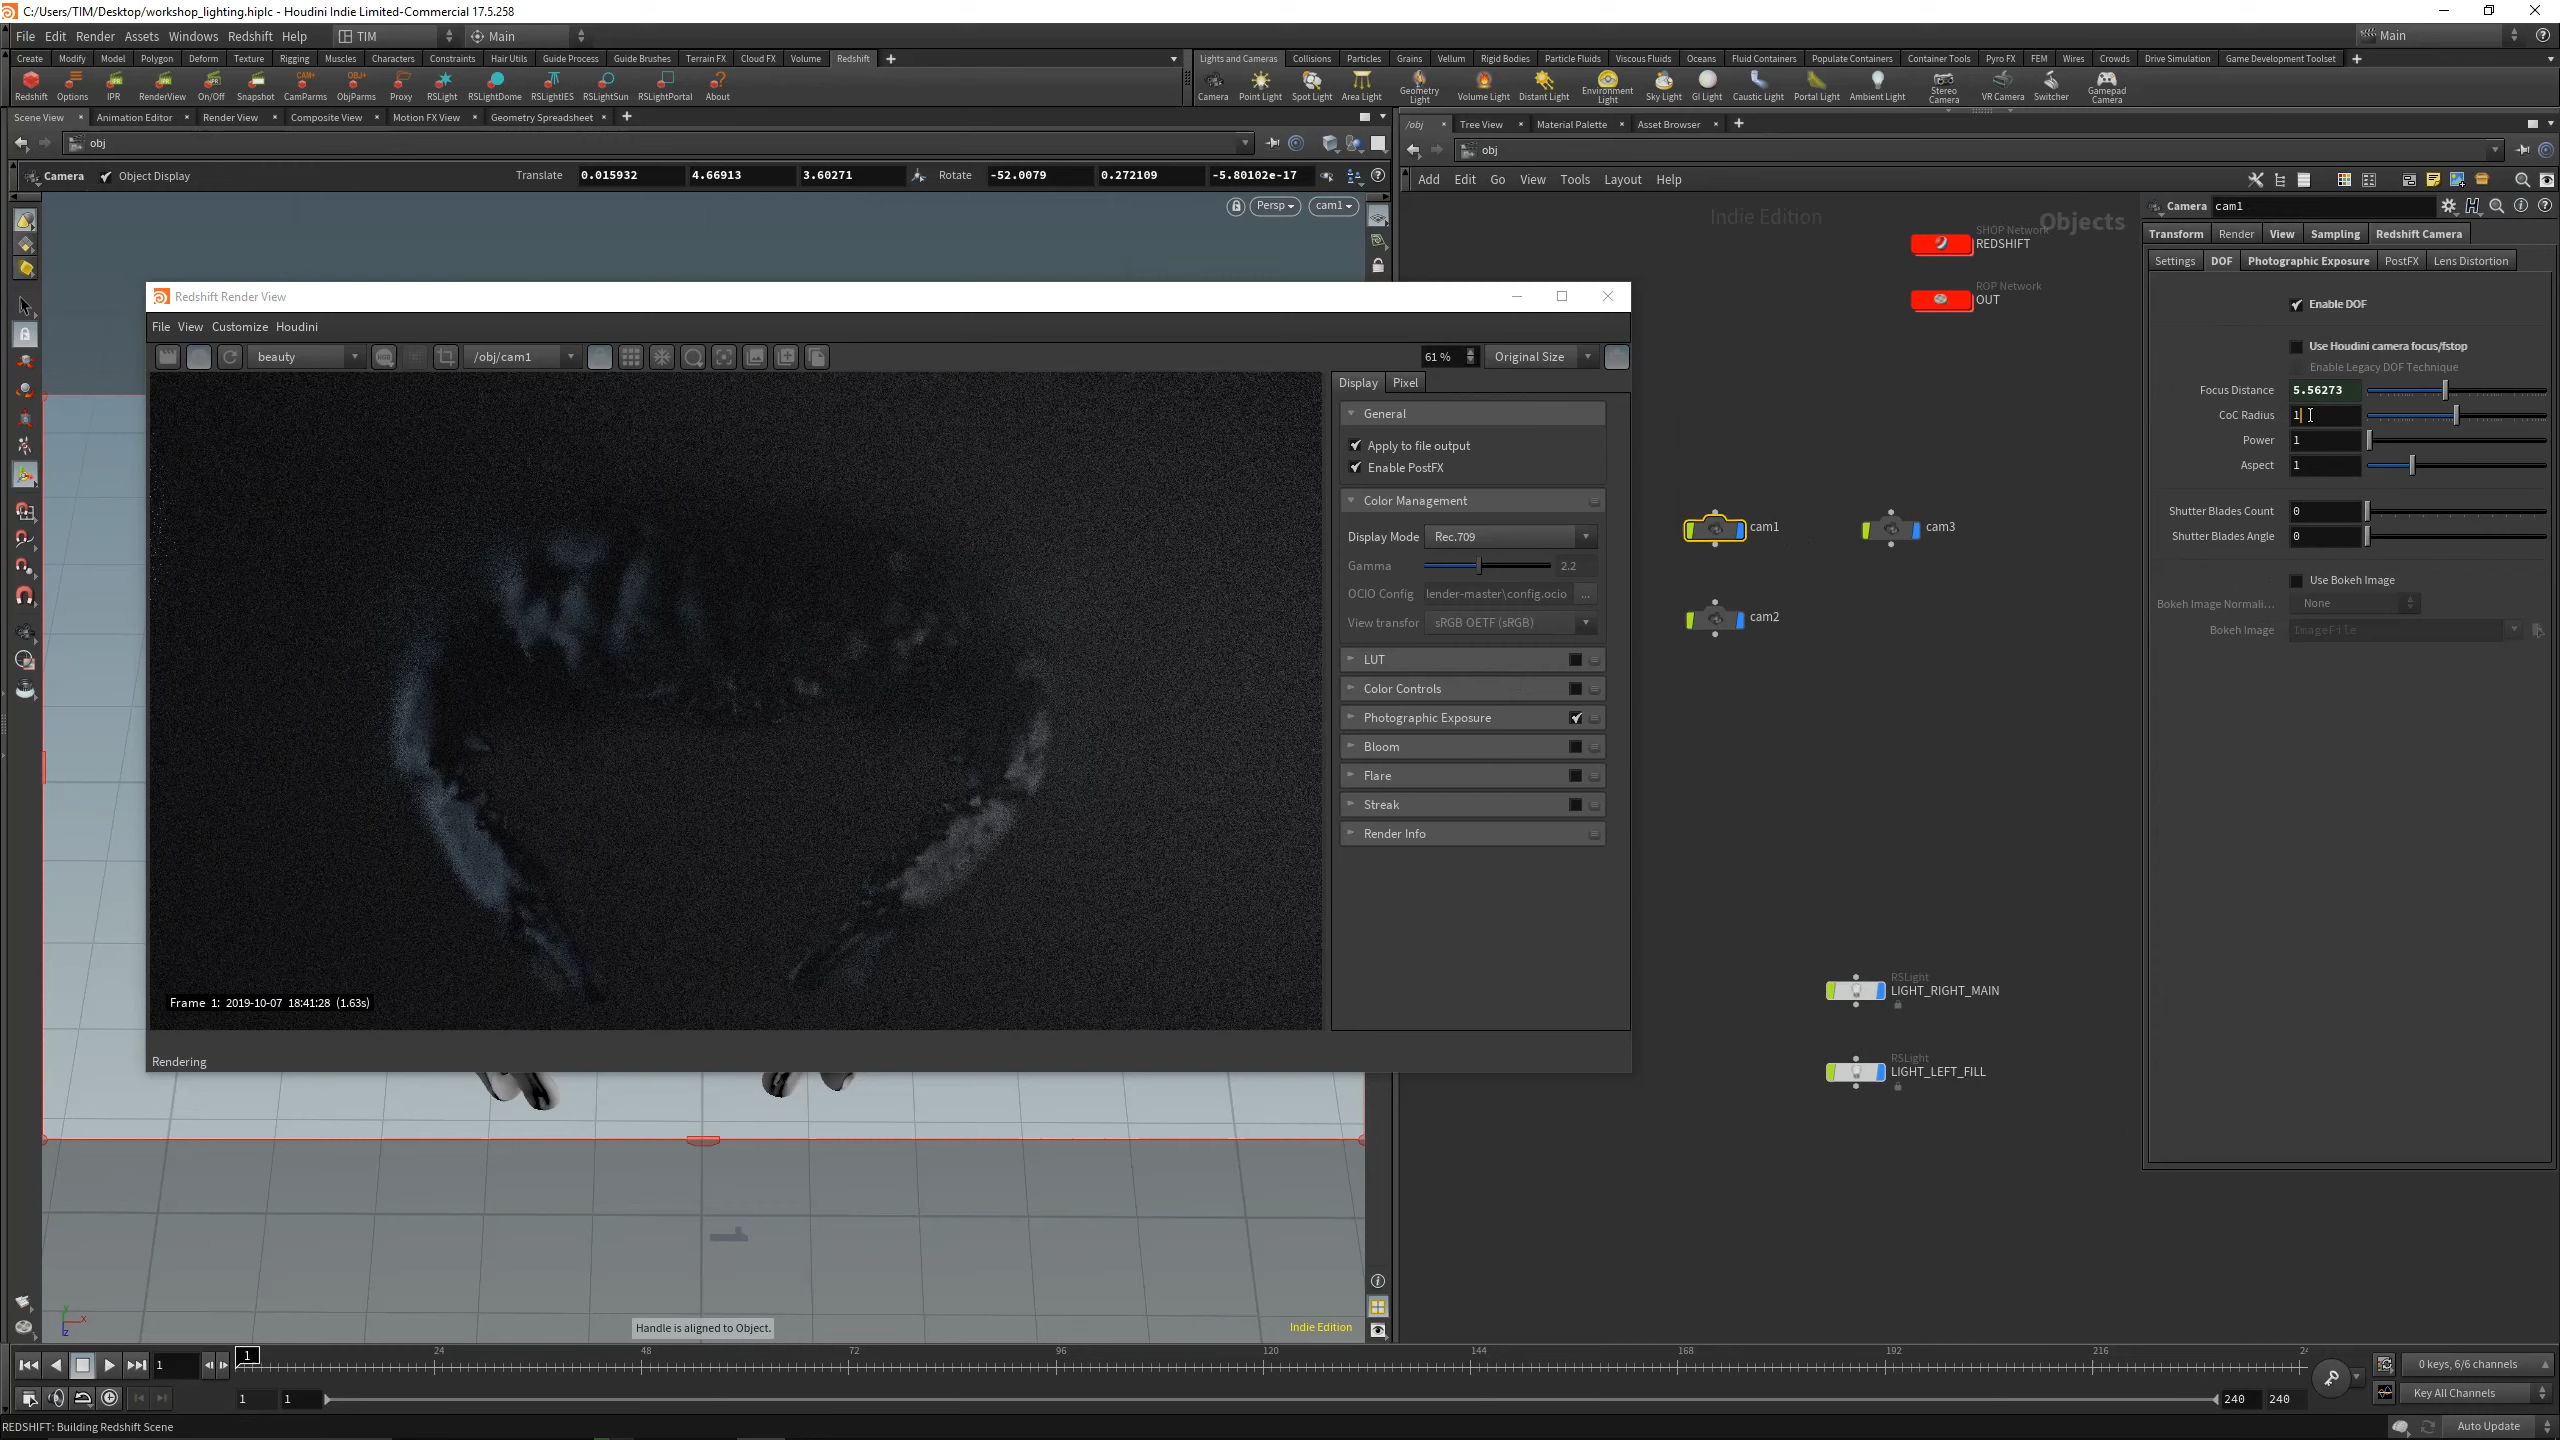 C:/Users/TIM/Desktop/workshop_lighting.hiplc - Houdini Indie Limited-Commercial 17.5.258
File Edit Render Assets Windows Redshift Help TIM Main Main
Create Modify Model Polygon Deform Texture Rigging Muscles Characters Constraints Hair Utils Guide Process Guide Brushes Terrain FX Cloud FX Volume Redshift
Lights and Cameras Collisions Particles Grains Vellum Rigid Bodies Particle Fluids Viscous Fluids Oceans Fluid Containers Populate Containers Container Tools Pyro FX FEM Wires Crowds Drive Simulation Game Development Toolset
Redshift Options IPR RenderView On/Off Snapshot CamParms ObjParms Proxy RSLight RSLightDome RSLightIES RSLightSun RSLightPortal About
Camera Point Light Spot Light Area Light Geometry Light Volume Light Distant Light Environment Light Sky Light GI Light Caustic Light Portal Light Ambient Light Stereo Camera VR Camera Switcher Gamepad Camera
Scene View Animation Editor Render View Composite View Motion FX View Geometry Spreadsheet
/obj Tree View Material Palette Asset Browser
obj
obj
Camera Object Display Translate 0.015932 4.66913 3.60271 Rotate -52.0079 0.272109 -5.80102e-17
Add Edit Go View Tools Layout Help
Persp cam1
Indie Edition
Objects
SHOP Network
REDSHIFT
ROP Network
OUT
cam1
cam3
cam2
RSLight
LIGHT_RIGHT_MAIN
RSLight
LIGHT_LEFT_FILL
Camera cam1
Transform Render View Sampling Redshift Camera
Settings DOF Photographic Exposure PostFX Lens Distortion
Enable DOF
Use Houdini camera focus/fstop
Enable Legacy DOF Technique
Focus Distance 5.56273
CoC Radius 1
Power 1
Aspect 1
Shutter Blades Count 0
Shutter Blades Angle 0
Use Bokeh Image
Bokeh Image Normali... None
Bokeh Image ImageFile
Redshift Render View
File View Customize Houdini
beauty RGB /obj/cam1 61 % Original Size
Display Pixel
General
Apply to file output
Enable PostFX
Color Management
Display Mode Rec.709
Gamma 2.2
OCIO Config lender-master\config.ocio ...
View transfor sRGB OETF (sRGB)
LUT
Color Controls
Photographic Exposure
Bloom
Flare
Streak
Render Info
Frame 1: 2019-10-07 18:41:28 (1.63s)
Rendering
Handle is aligned to Object.
Indie Edition
1 1 24 48 72 96 120 144 168 192 216 24
0 keys, 6/6 channels
1 1 240 240
Key All Channels
REDSHIFT: Building Redshift Scene
Auto Update